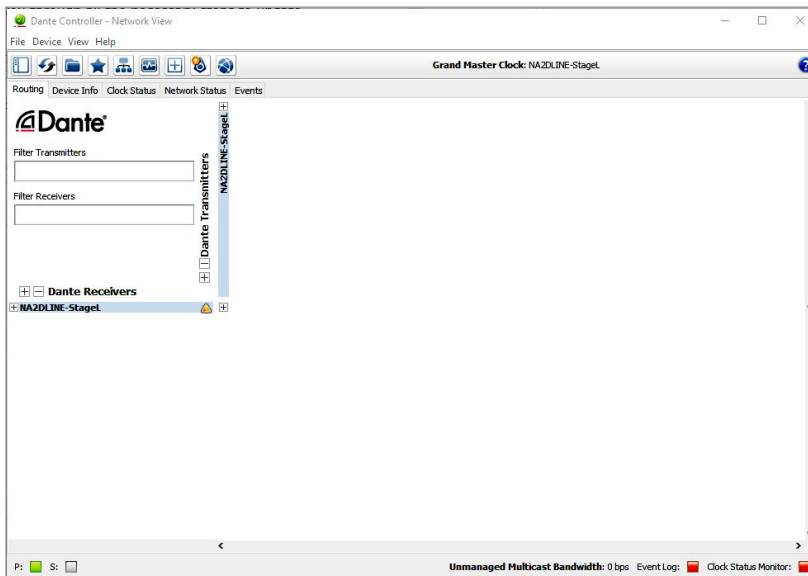 Dante Controller - Network View
File Device View Help
Grand Master Clock: NA2DLINE-StageL
?
Routing Device Info Clock Status Network Status Events
Dante®
Filter Transmitters
Filter Receivers
Dante Transmitters
NA2DLINE-StageL
Dante Receivers
NA2DLINE-StageL
P: S: Unmanaged Multicast Bandwidth: 0 bps Event Log: Clock Status Monitor: